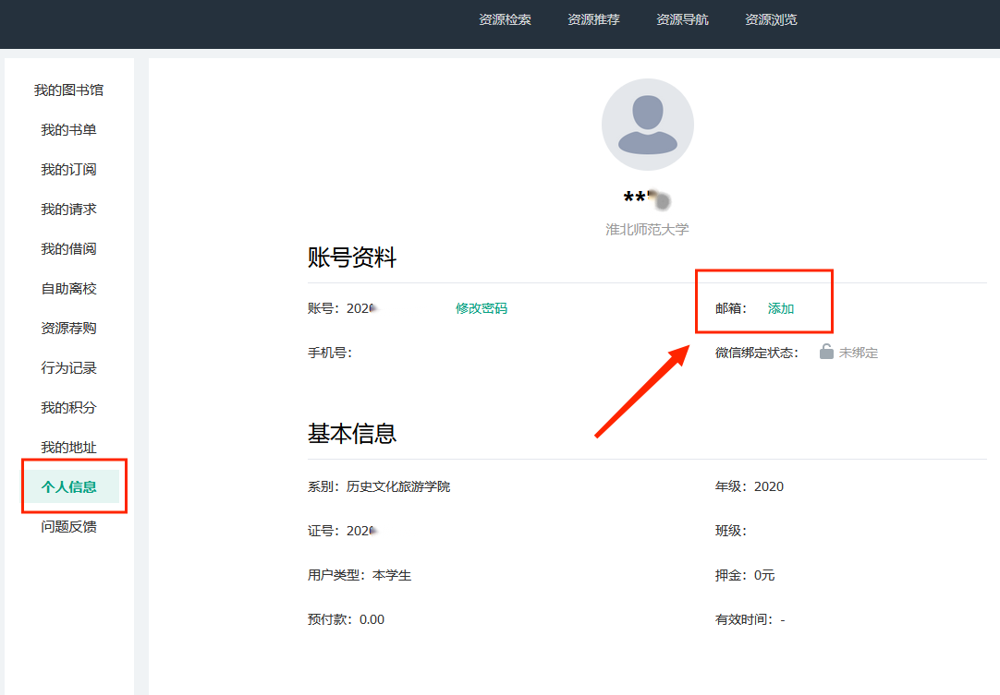 资源检索 资源推荐 资源导航 资源浏览
我的图书馆
我的书单
我的订阅
我的请求
我的借阅
自助离校
资源荐购
行为记录
我的积分
我的地址
个人信息
问题反馈
**
淮北师范大学
账号资料
账号：202 修改密码 邮箱： 添加
手机号： 微信绑定状态： 未绑定
基本信息
系别：历史文化旅游学院 年级：2020
证号：202 班级：
用户类型：本学生 押金：0元
预付款：0.00 有效时间：-